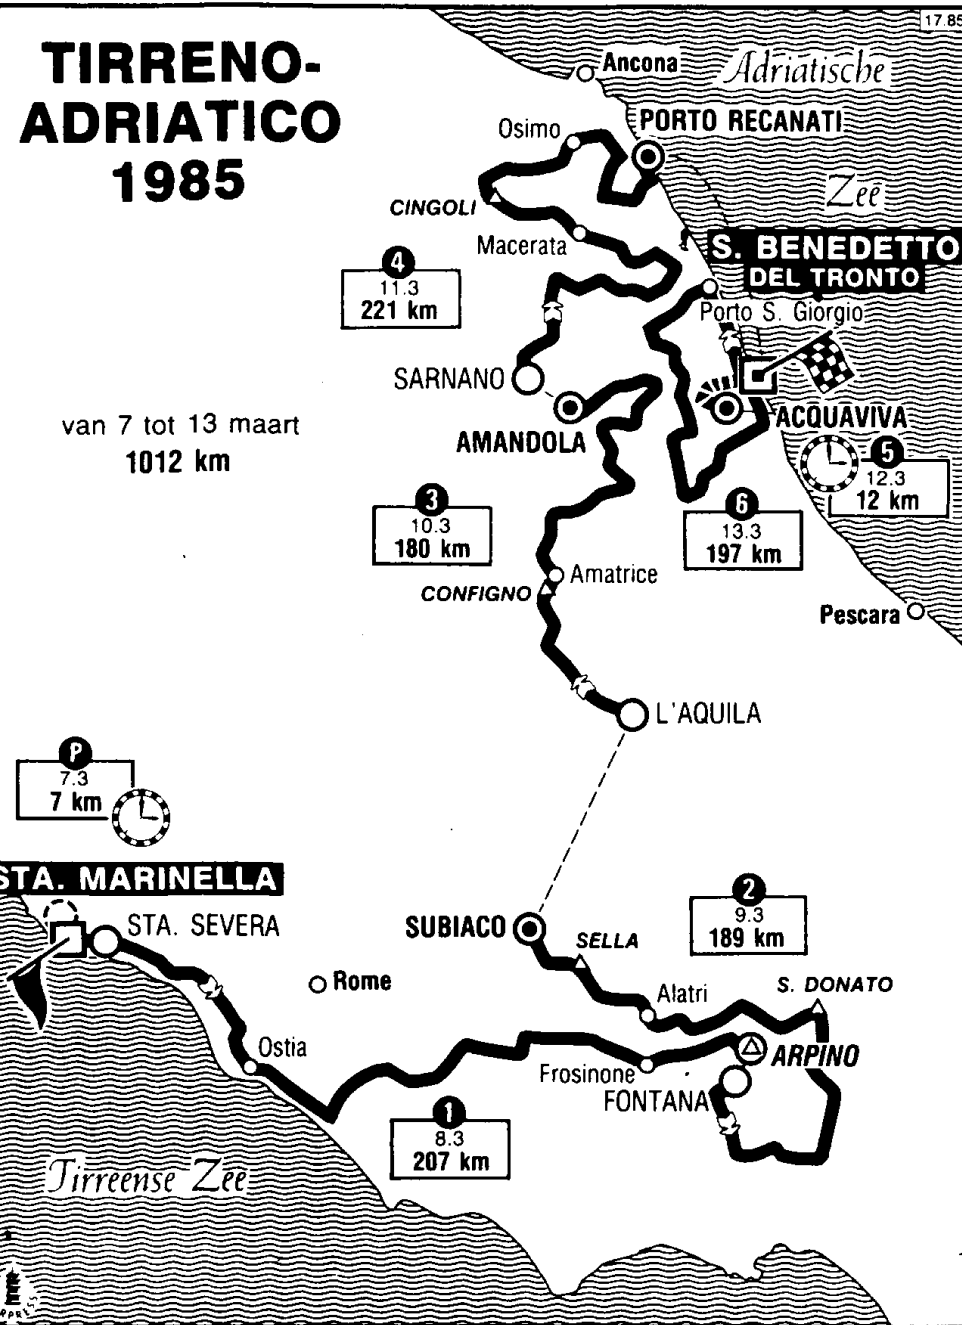 17.85
TIRRENO-
ADRIATICO
1985
Ancona
Adriatische
Zee
Osimo
PORTO RECANATI
CINGOLI
Macerata
S. BENEDETTO
DEL TRONTO
4
11.3
221 km
Porto S. Giorgio
SARNANO
AMANDOLA
ACQUAVIVA
van 7 tot 13 maart
1012 km
5
12.3
12 km
3
10.3
180 km
6
13.3
197 km
Amatrice
CONFIGNO
Pescara
L'AQUILA
P
7.3
7 km
STA. MARINELLA
STA. SEVERA
SUBIACO
SELLA
2
9.3
189 km
Rome
Alatri
S. DONATO
Ostia
ARPINO
Frosinone
FONTANA
1
8.3
207 km
Tirreense Zee